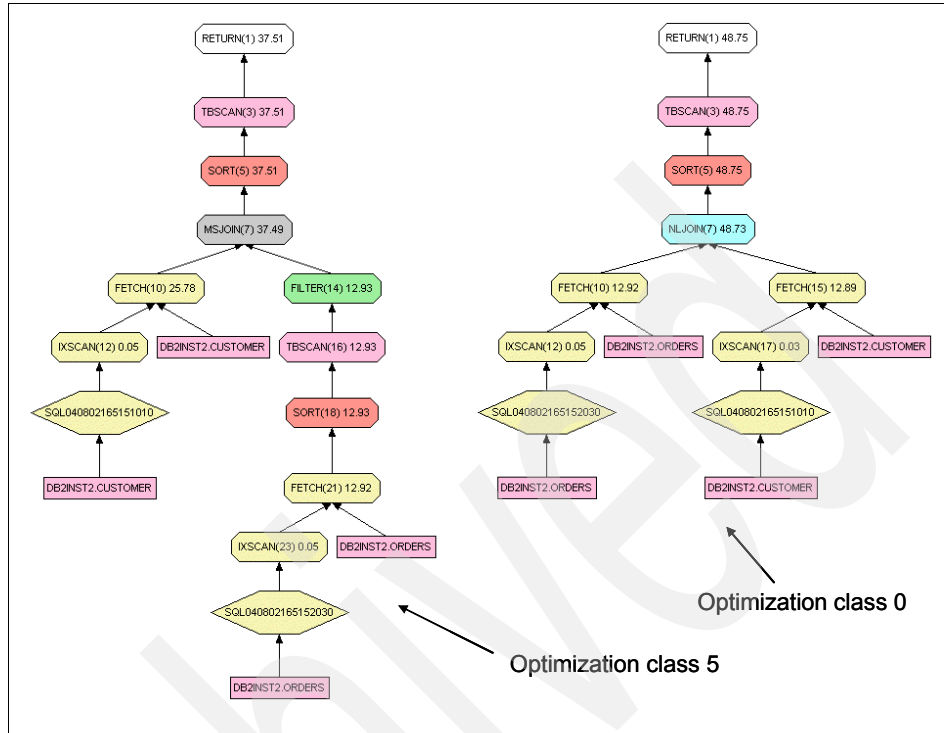 RETURN(1) 37.51
TBSCAN(3) 37.51
SORT(5) 37.51
MSJOIN(7) 37.49
FETCH(10) 25.78
FILTER(14) 12.93
IXSCAN(12) 0.05
DB2INST2.CUSTOMER
TBSCAN(16) 12.93
SQL040802165151010
SORT(18) 12.93
DB2INST2.CUSTOMER
FETCH(21) 12.92
IXSCAN(23) 0.05
DB2INST2.ORDERS
SQL040802165152030
DB2INST2.ORDERS
Optimization class 5
RETURN(1) 48.75
TBSCAN(3) 48.75
SORT(5) 48.75
NLJOIN(7) 48.73
FETCH(10) 12.92
FETCH(15) 12.89
IXSCAN(12) 0.05
DB2INST2.ORDERS
IXSCAN(17) 0.03
DB2INST2.CUSTOMER
SQL040802165152030
SQL040802165151010
DB2INST2.ORDERS
DB2INST2.CUSTOMER
Optimization class 0
hived